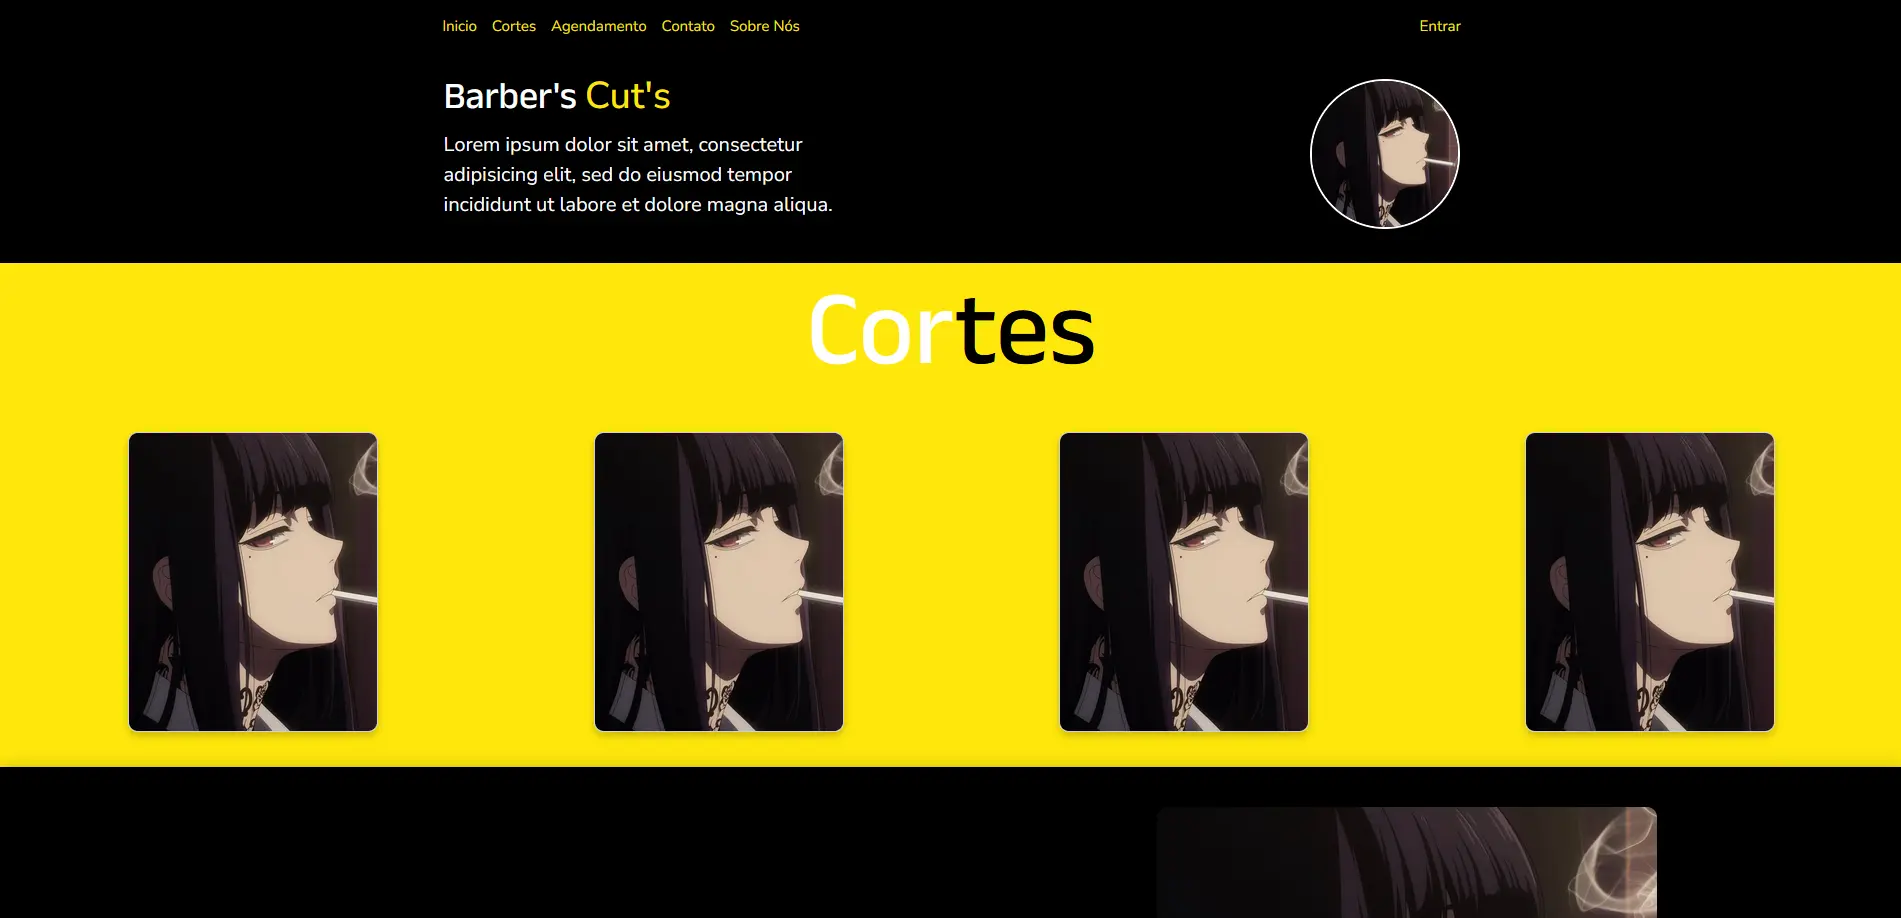 Inicio Cortes Agendamento Contato Sobre Nós Entrar
Barber's Cut's
Lorem ipsum dolor sit amet, consectetur
adipisicing elit, sed do eiusmod tempor
incididunt ut labore et dolore magna aliqua.
Cortes